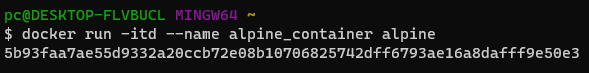 pc@DESKTOP-FLVBUCL MINGW64 ~
$ docker run -itd --name alpine_container alpine
5b93faa7ae55d9332a20ccb72e08b10706825742dff6793ae16a8dafff9e50e3